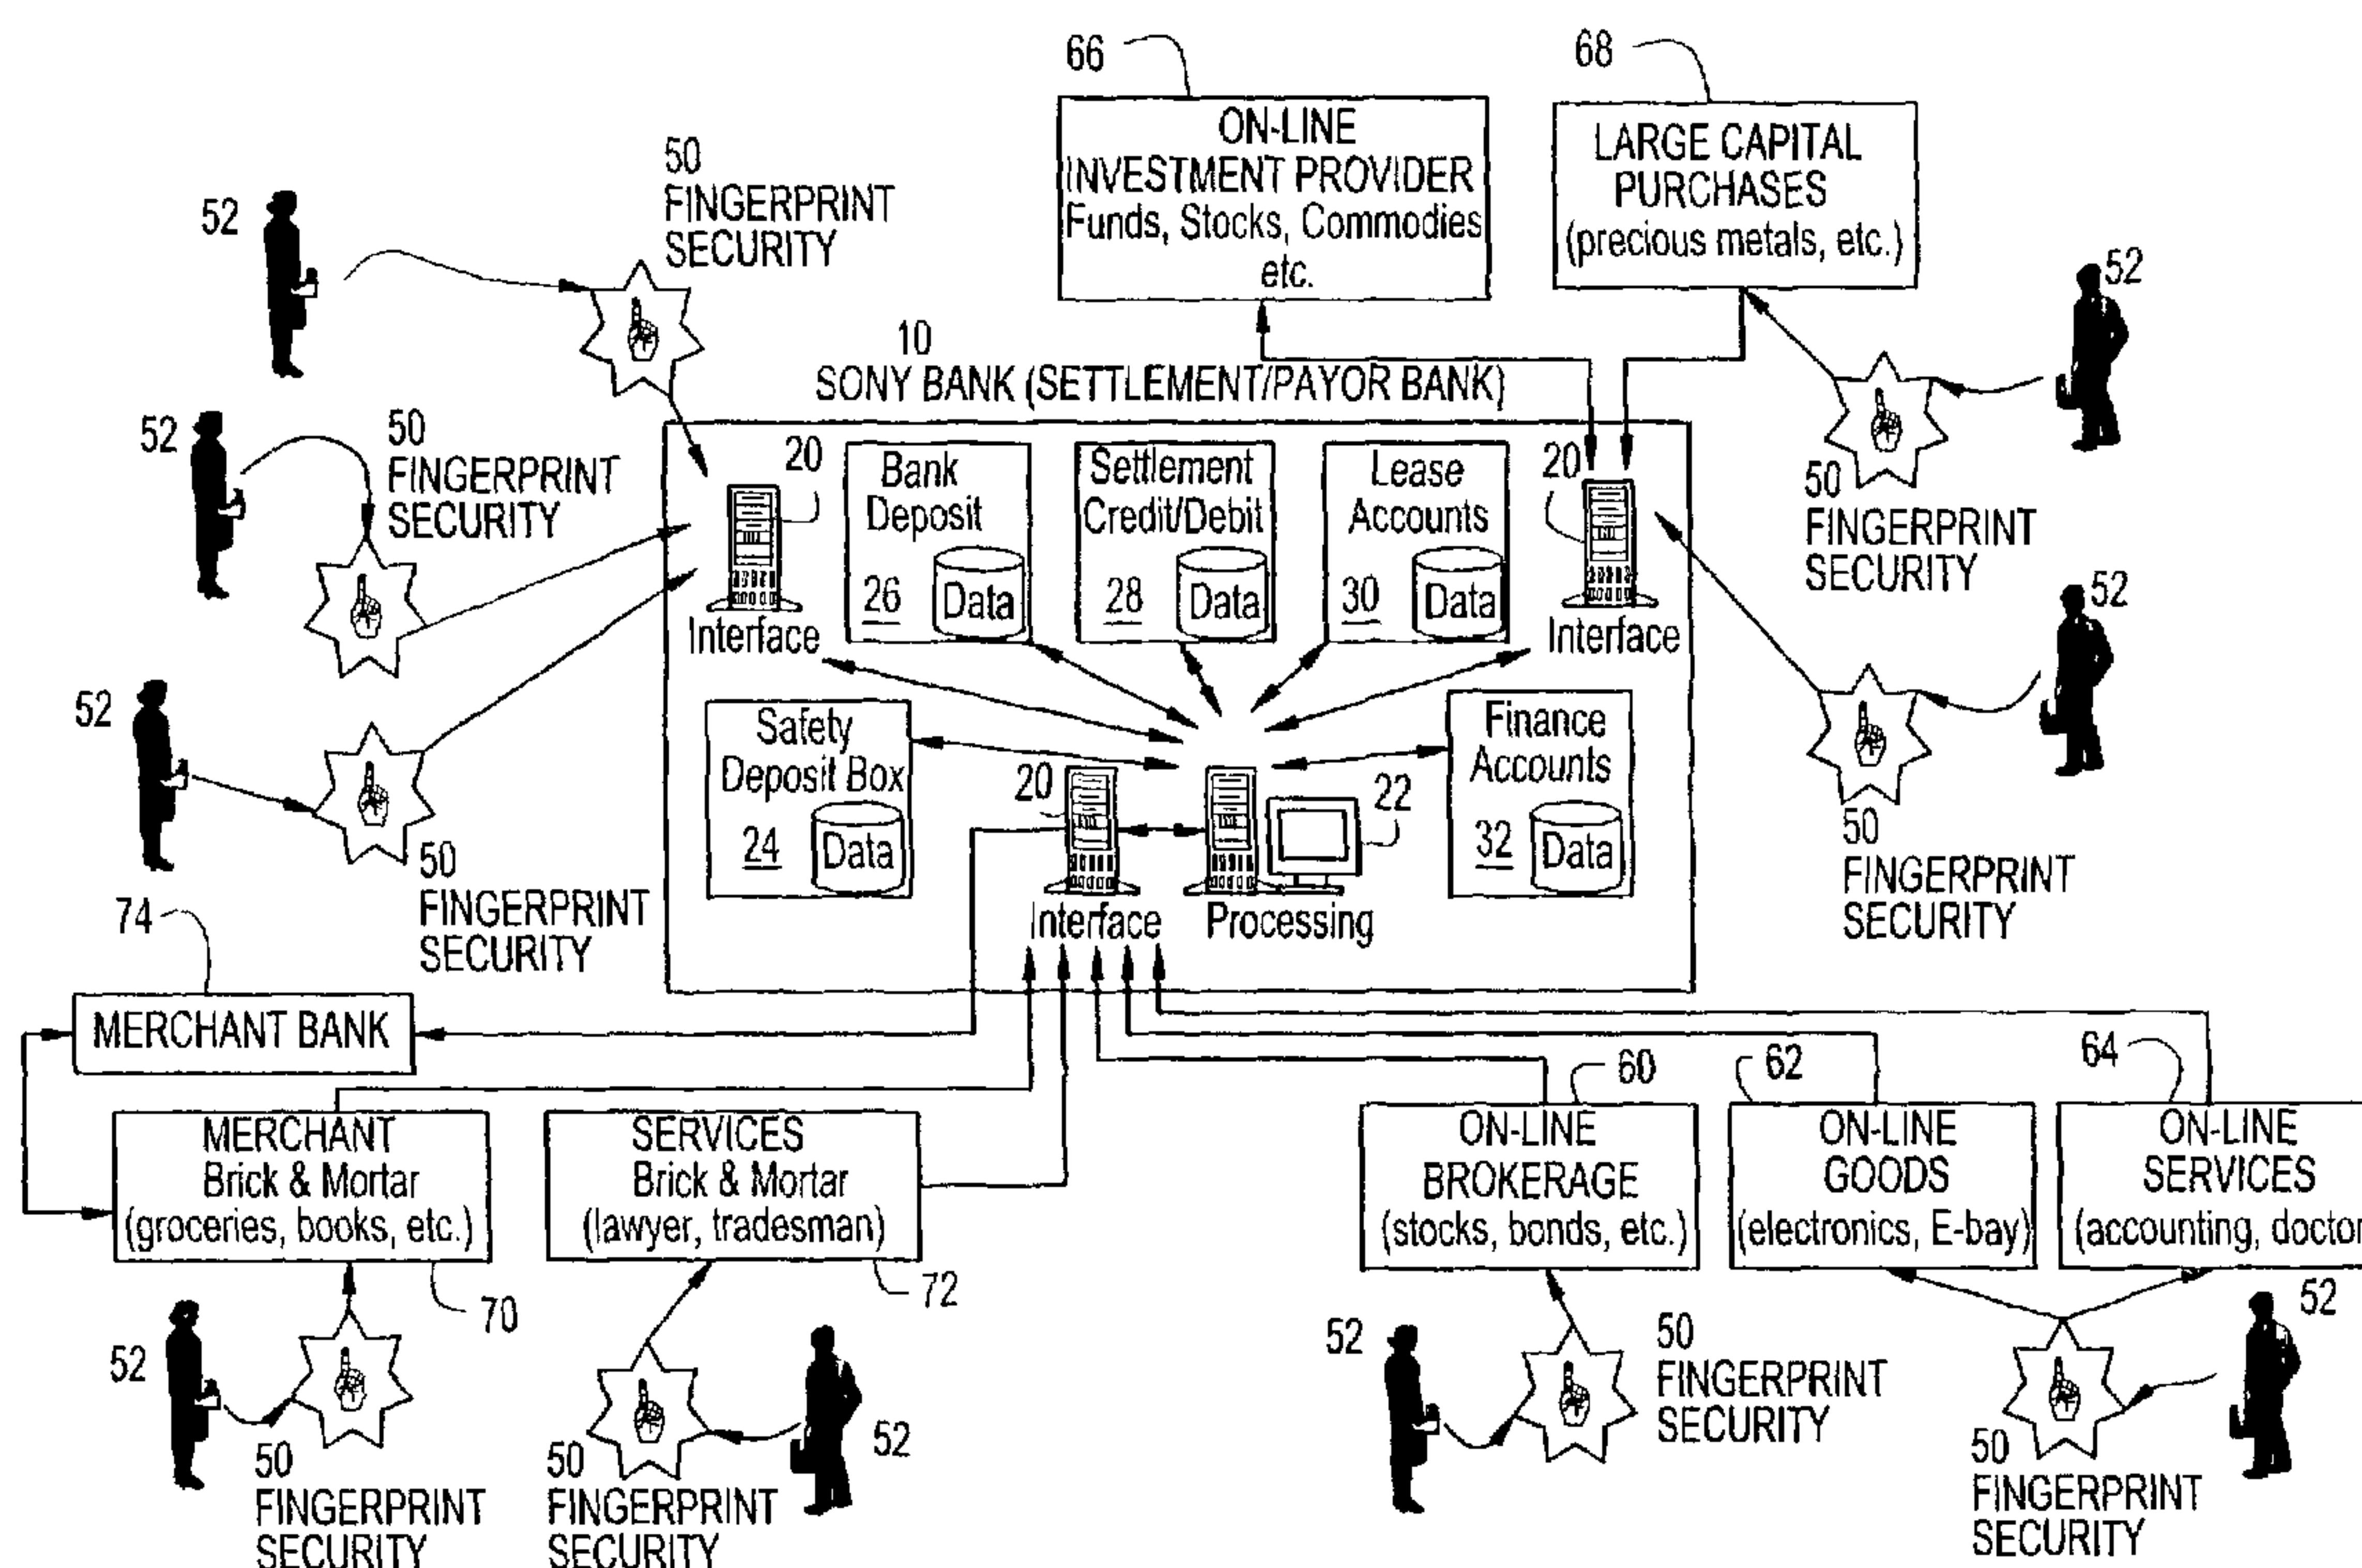 66
68
ON-LINE
INVESTMENT PROVIDER
Funds, Stocks, Commodies
etc.
LARGE CAPITAL
PURCHASES
(precious metals, etc.)
50
FINGERPRINT
SECURITY
52
52
10
SONY BANK (SETTLEMENT/PAYOR BANK)
52
50
FINGERPRINT
SECURITY
20
Interface
Bank
Deposit
26
Data
Settlement
Credit/Debit
28
Data
Lease
Accounts
30
Data
20
Interface
50
FINGERPRINT
SECURITY
52
52
50
FINGERPRINT
SECURITY
Safety
Deposit Box
24
Data
20
Interface
22
Processing
Finance
Accounts
32
Data
50
FINGERPRINT
SECURITY
74
MERCHANT BANK
60
62
64
MERCHANT
Brick & Mortar
(groceries, books, etc.)
70
SERVICES
Brick & Mortar
(lawyer, tradesman)
72
ON-LINE
BROKERAGE
(stocks, bonds, etc.)
ON-LINE
GOODS
(electronics, E-bay)
ON-LINE
SERVICES
(accounting, doctor
52
50
FINGERPRINT
SECURITY
50
FINGERPRINT
SECURITY
52
52
50
FINGERPRINT
SECURITY
50
FINGERPRINT
SECURITY
52